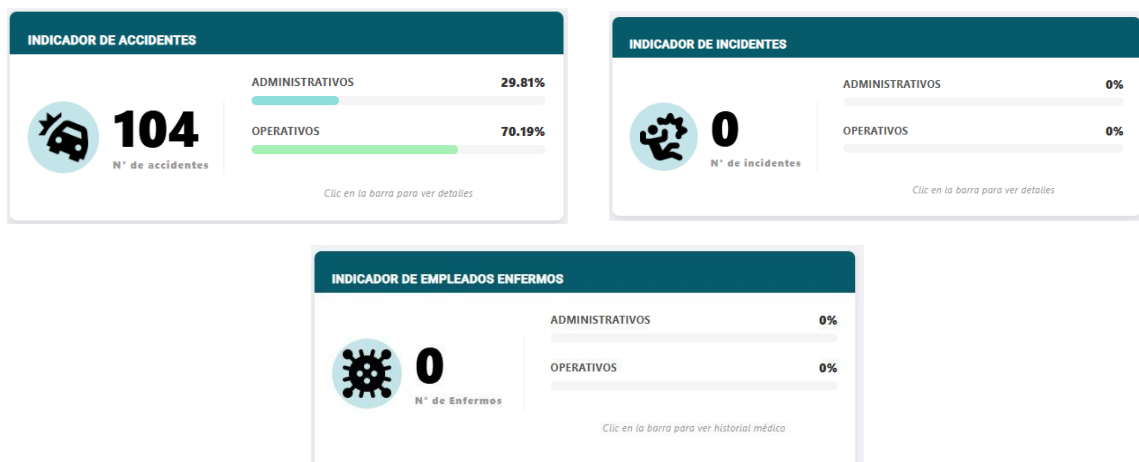 INDICADOR DE ACCIDENTES
104
N° de accidentes
ADMINISTRATIVOS 29.81%
OPERATIVOS 70.19%
Clic en la barra para ver detalles
INDICADOR DE INCIDENTES
0
N° de incidentes
ADMINISTRATIVOS 0%
OPERATIVOS 0%
Clic en la barra para ver detalles
INDICADOR DE EMPLEADOS ENFERMOS
0
N° de Enfermos
ADMINISTRATIVOS 0%
OPERATIVOS 0%
Clic en la barra para ver historial médico